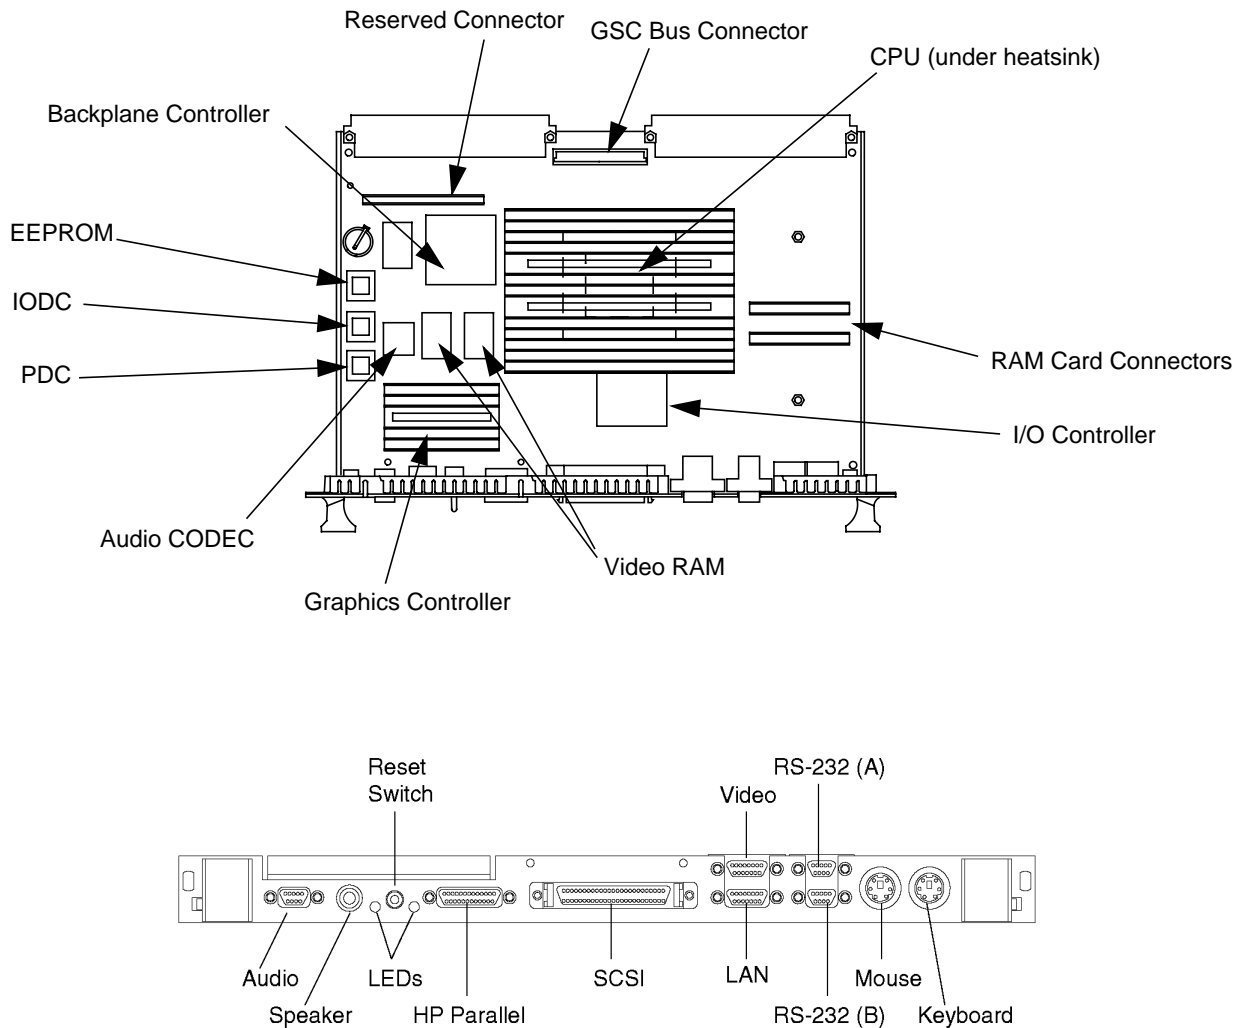 Reserved Connector
GSC Bus Connector
CPU (under heatsink)
Backplane Controller
EEPROM
IODC
PDC
RAM Card Connectors
I/O Controller
Audio CODEC
Video RAM
Graphics Controller
Reset
Switch
Video
RS-232 (A)
Audio
LEDs
SCSI
LAN
Mouse
Speaker
HP Parallel
RS-232 (B)
Keyboard